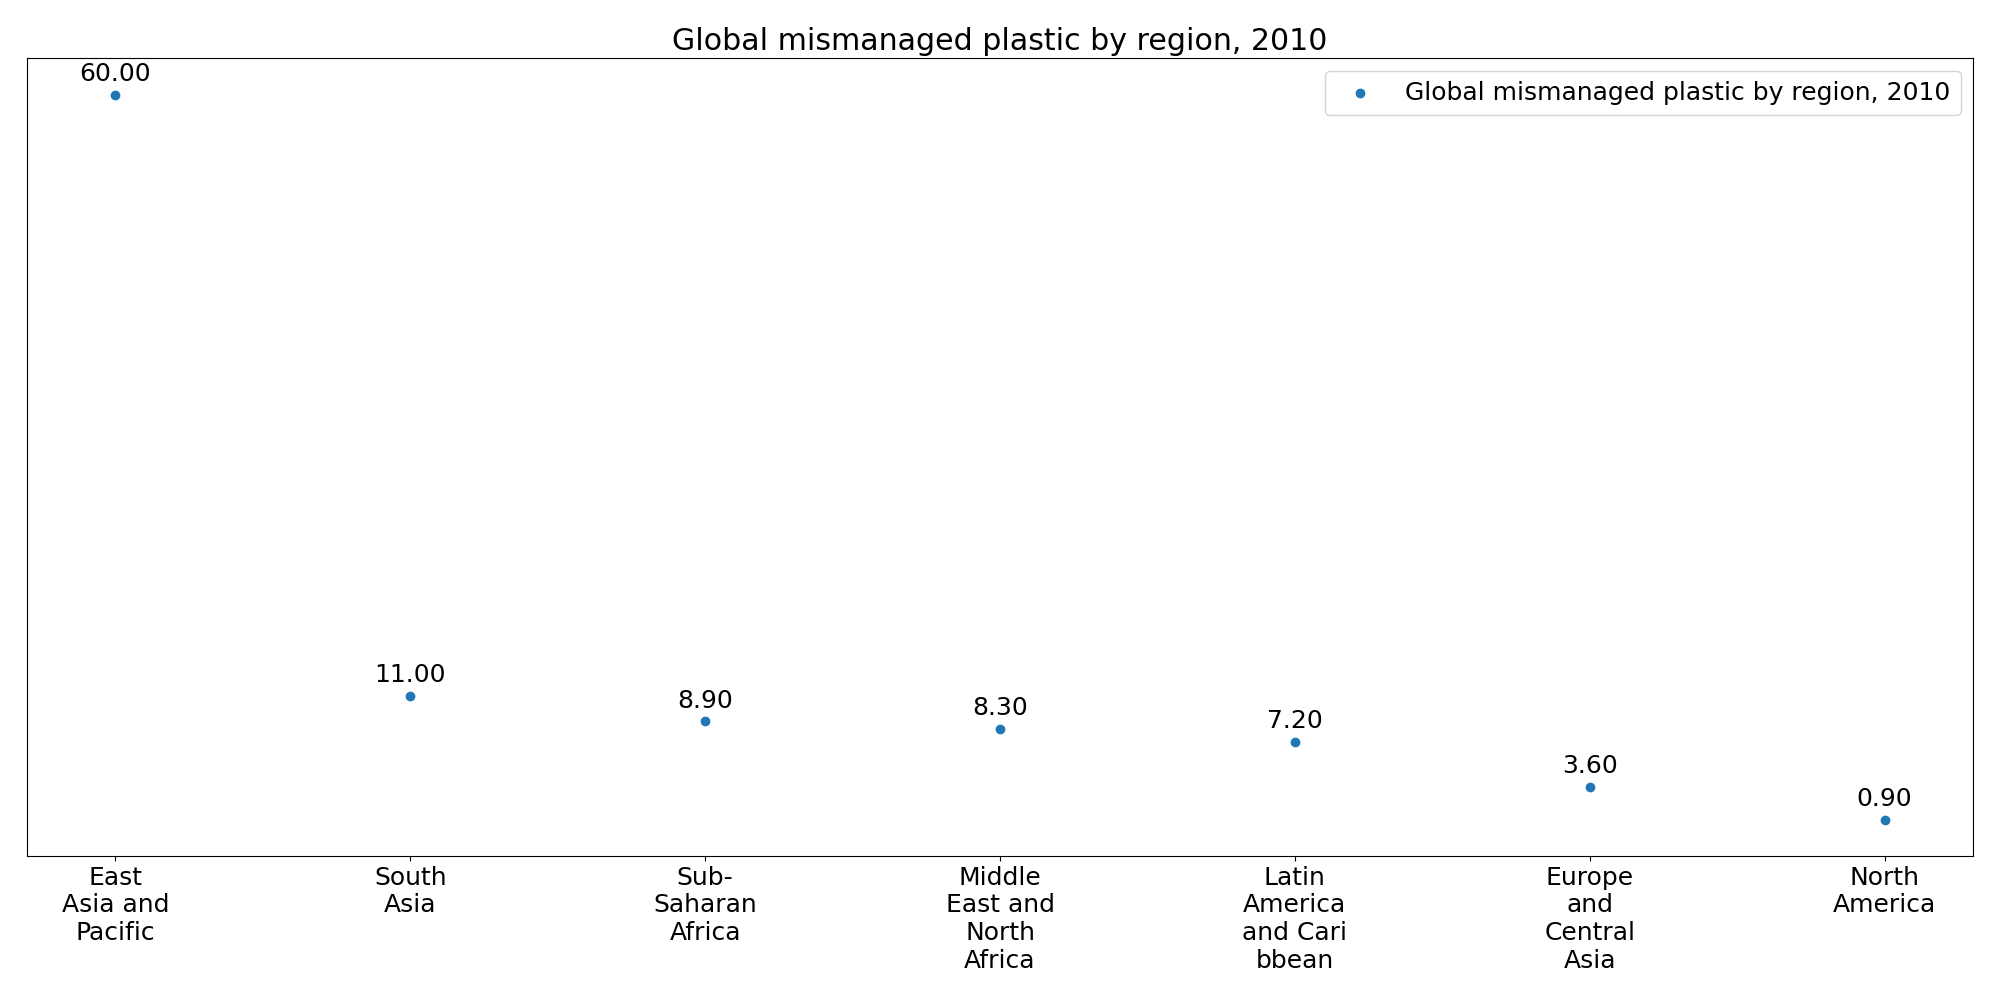 Global mismanaged plastic by region, 2010
60.00
Global mismanaged plastic by region, 2010
11.00
8.90
8.30
7.20
3.60
0.90
East
Asia and
Pacific
South
Asia
Sub-
Saharan
Africa
Middle
East and
North
Africa
Latin
America
and Cari
bbean
Europe
and
Central
Asia
North
America